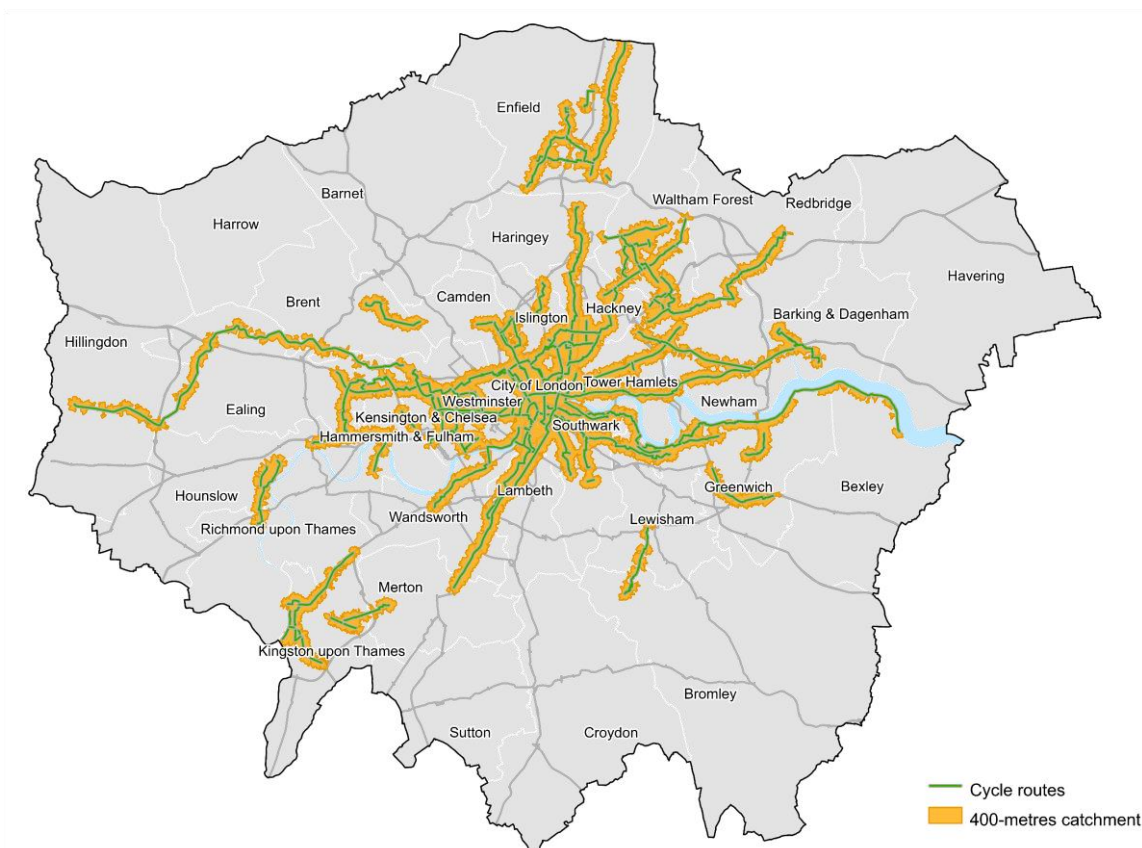 Enfield
Barnet
Waltham Forest
Redbridge
Harrow
Haringey
Havering
Brent
Camden
Hackney
Islington
Barking & Dagenham
Hillingdon
City of London
Tower Hamlets
Westminster
Newham
Ealing
Kensington & Chelsea
Southwark
Hammersmith & Fulham
Greenwich
Bexley
Lambeth
Hounslow
Wandsworth
Lewisham
Richmond upon Thames
Merton
Kingston upon Thames
Bromley
Sutton
Croydon
Cycle routes
400-metres catchment